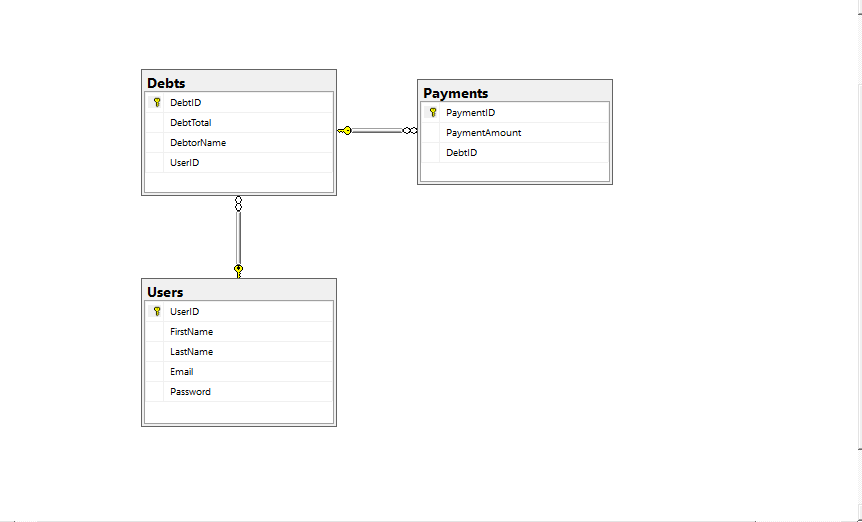 Debts
DebtID
DebtTotal
DebtorName
UserID
Payments
PaymentID
PaymentAmount
DebtID
Users
UserID
FirstName
LastName
Email
Password